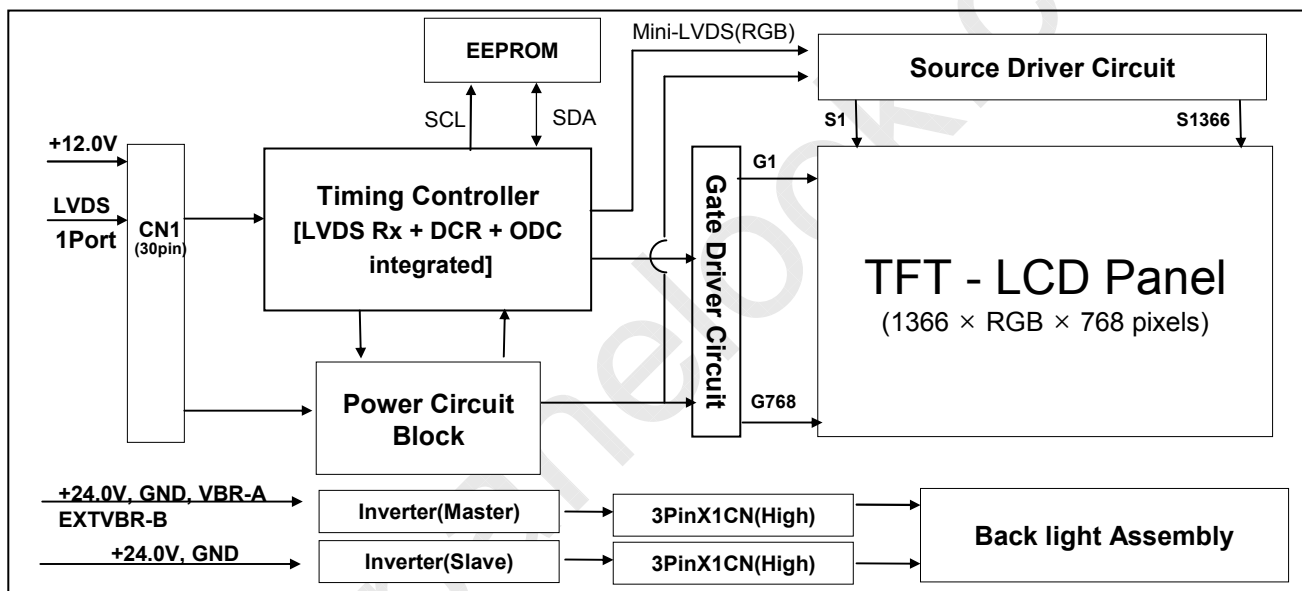 Mini-LVDS(RGB)
EEPROM
Source Driver Circuit
SCL
SDA
S1
S1366
+12.0V
LVDS
1Port
CN1
(30pin)
Timing Controller
[LVDS Rx + DCR + ODC
integrated]
Gate Driver Circuit
G1
G768
TFT - LCD Panel
(1366 × RGB × 768 pixels)
Power Circuit
Block
+24.0V, GND, VBR-A
EXTVBR-B
Inverter(Master)
3PinX1CN(High)
Back light Assembly
+24.0V, GND
Inverter(Slave)
3PinX1CN(High)